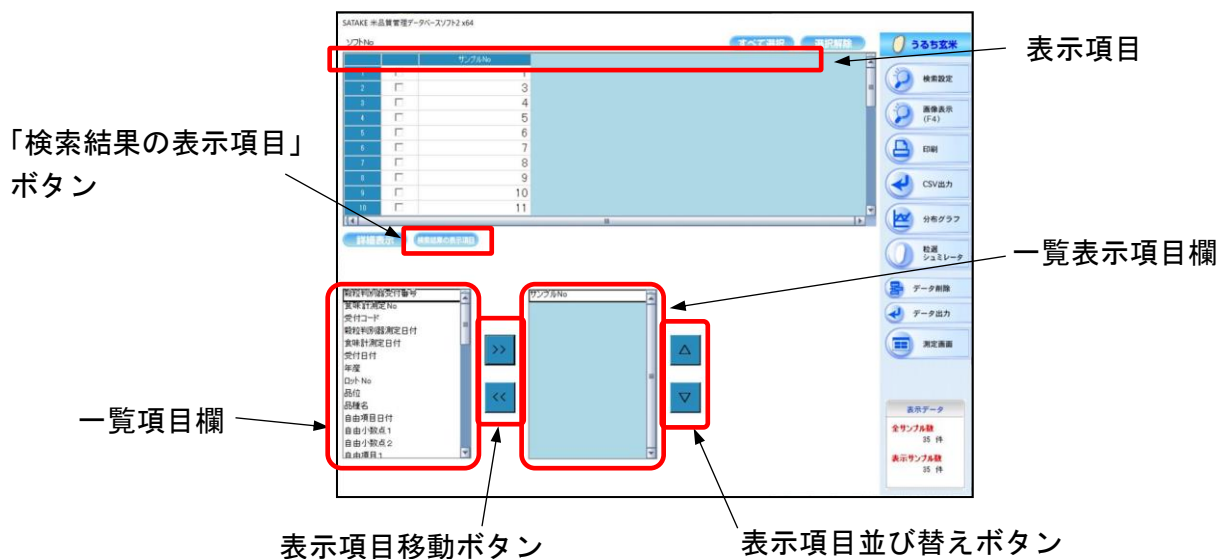 SATAKE 米品質管理データベースソフト2 x64
ソフトNo
すべて選択 選択解除
うるち玄米
表示項目
サンプルNo
1 1
2 3
3 4
4 5
5 6
6 7
7 8
8 9
9 10
10 11
検索設定
画像表示
(F4)
印刷
CSV出力
分布グラフ
粒選
シュミレータ
データ削除
データ出力
測定画面
「検索結果の表示項目」
ボタン
詳細表示 検索結果の表示項目
一覧表示項目欄
穀粒判別器受付番号
食味計測定No
受付コード
穀粒判別器測定日付
食味計測定日付
受付日付
年産
ロットNo
品位
品種名
自由項目日付
自由小数点1
自由小数点2
自由項目1
>>
<<
サンプルNo
△
▽
一覧項目欄
表示データ
全サンプル数
35 件
表示サンプル数
35 件
表示項目移動ボタン
表示項目並び替えボタン